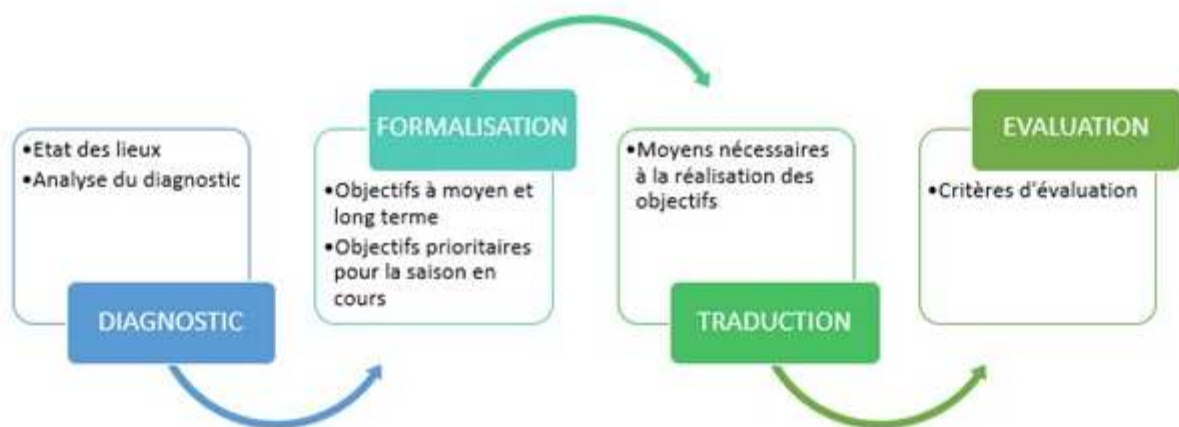 •Etat des lieux
•Analyse du diagnostic
DIAGNOSTIC
FORMALISATION
•Objectifs à moyen et
long terme
•Objectifs prioritaires
pour la saison en
cours
•Moyens nécessaires
à la réalisation des
objectifs
TRADUCTION
EVALUATION
•Critères d'évaluation